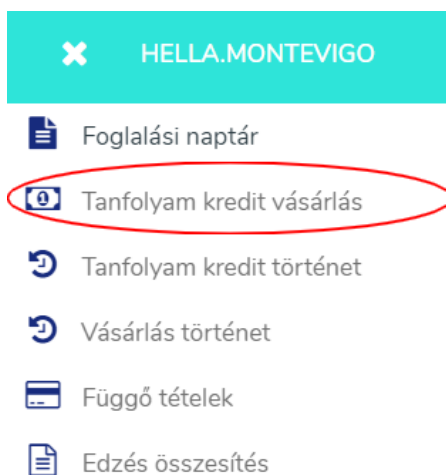 HELLA.MONTEVIGO
Foglalási naptár
Tanfolyam kredit vásárlás
Tanfolyam kredit történet
Vásárlás történet
Függő tételek
Edzés összesítés